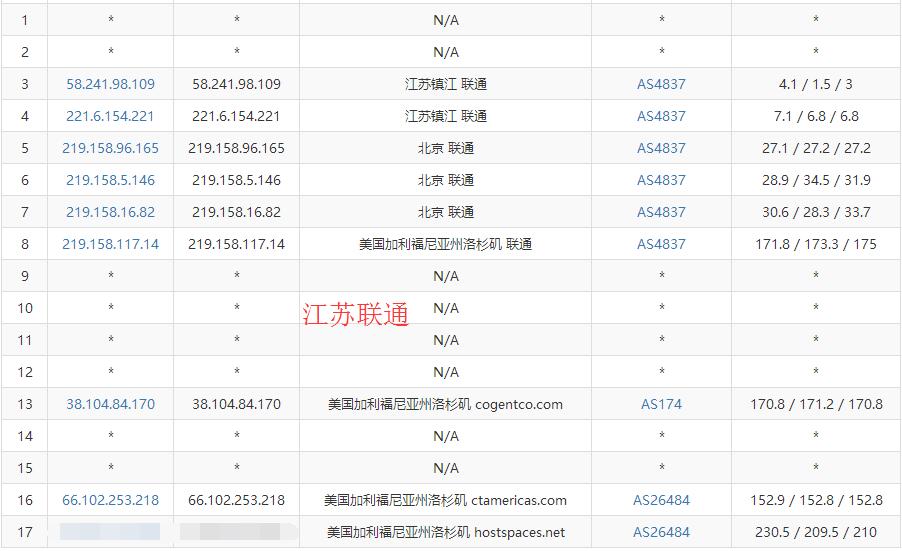 1 * * N/A * *
2 * * N/A * *
3 58.241.98.109 58.241.98.109 江苏镇江 联通 AS4837 4.1 / 1.5 / 3
4 221.6.154.221 221.6.154.221 江苏镇江 联通 AS4837 7.1 / 6.8 / 6.8
5 219.158.96.165 219.158.96.165 北京 联通 AS4837 27.1 / 27.2 / 27.2
6 219.158.5.146 219.158.5.146 北京 联通 AS4837 28.9 / 34.5 / 31.9
7 219.158.16.82 219.158.16.82 北京 联通 AS4837 30.6 / 28.3 / 33.7
8 219.158.117.14 219.158.117.14 美国加利福尼亚州洛杉矶 联通 AS4837 171.8 / 173.3 / 175
9 * * N/A * *
10 * * N/A * *
江苏联通
11 * * N/A * *
12 * * N/A * *
13 38.104.84.170 38.104.84.170 美国加利福尼亚州洛杉矶 cogentco.com AS174 170.8 / 171.2 / 170.8
14 * * N/A * *
15 * * N/A * *
16 66.102.253.218 66.102.253.218 美国加利福尼亚州洛杉矶 ctamericas.com AS26484 152.9 / 152.8 / 152.8
17 美国加利福尼亚州洛杉矶 hostspaces.net AS26484 230.5 / 209.5 / 210